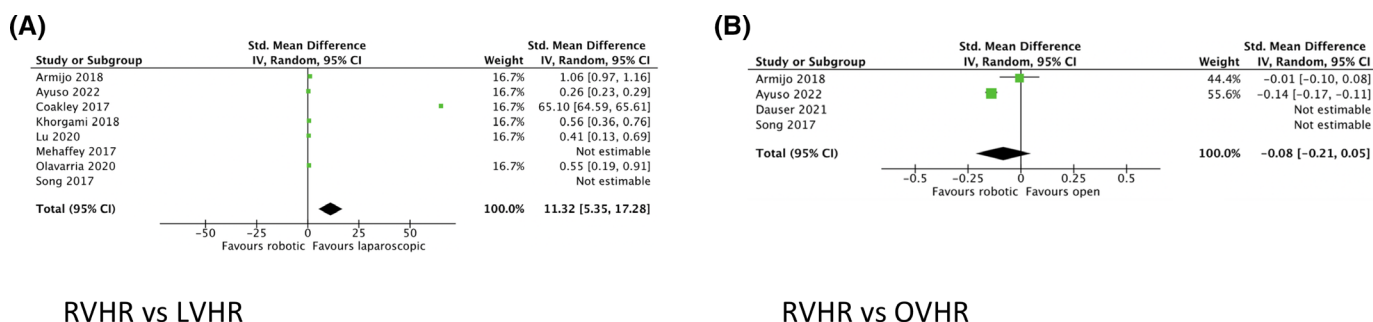 (A)
Std. Mean Difference Std. Mean Difference
Study or Subgroup IV, Random, 95% CI Weight IV, Random, 95% CI
Armijo 2018 16.7% 1.06 [0.97, 1.16]
Ayuso 2022 16.7% 0.26 [0.23, 0.29]
Coakley 2017 16.7% 65.10 [64.59, 65.61]
Khorgami 2018 16.7% 0.56 [0.36, 0.76]
Lu 2020 16.7% 0.41 [0.13, 0.69]
Mehaffey 2017 Not estimable
Olavarria 2020 16.7% 0.55 [0.19, 0.91]
Song 2017 Not estimable
Total (95% CI) 100.0% 11.32 [5.35, 17.28]
-50 -25 0 25 50
Favours robotic Favours laparoscopic
RVHR vs LVHR
(B)
Std. Mean Difference Std. Mean Difference
Study or Subgroup IV, Random, 95% CI Weight IV, Random, 95% CI
Armijo 2018 44.4% -0.01 [-0.10, 0.08]
Ayuso 2022 55.6% -0.14 [-0.17, -0.11]
Dauser 2021 Not estimable
Song 2017 Not estimable
Total (95% CI) 100.0% -0.08 [-0.21, 0.05]
-0.5 -0.25 0 0.25 0.5
Favours robotic Favours open
RVHR vs OVHR